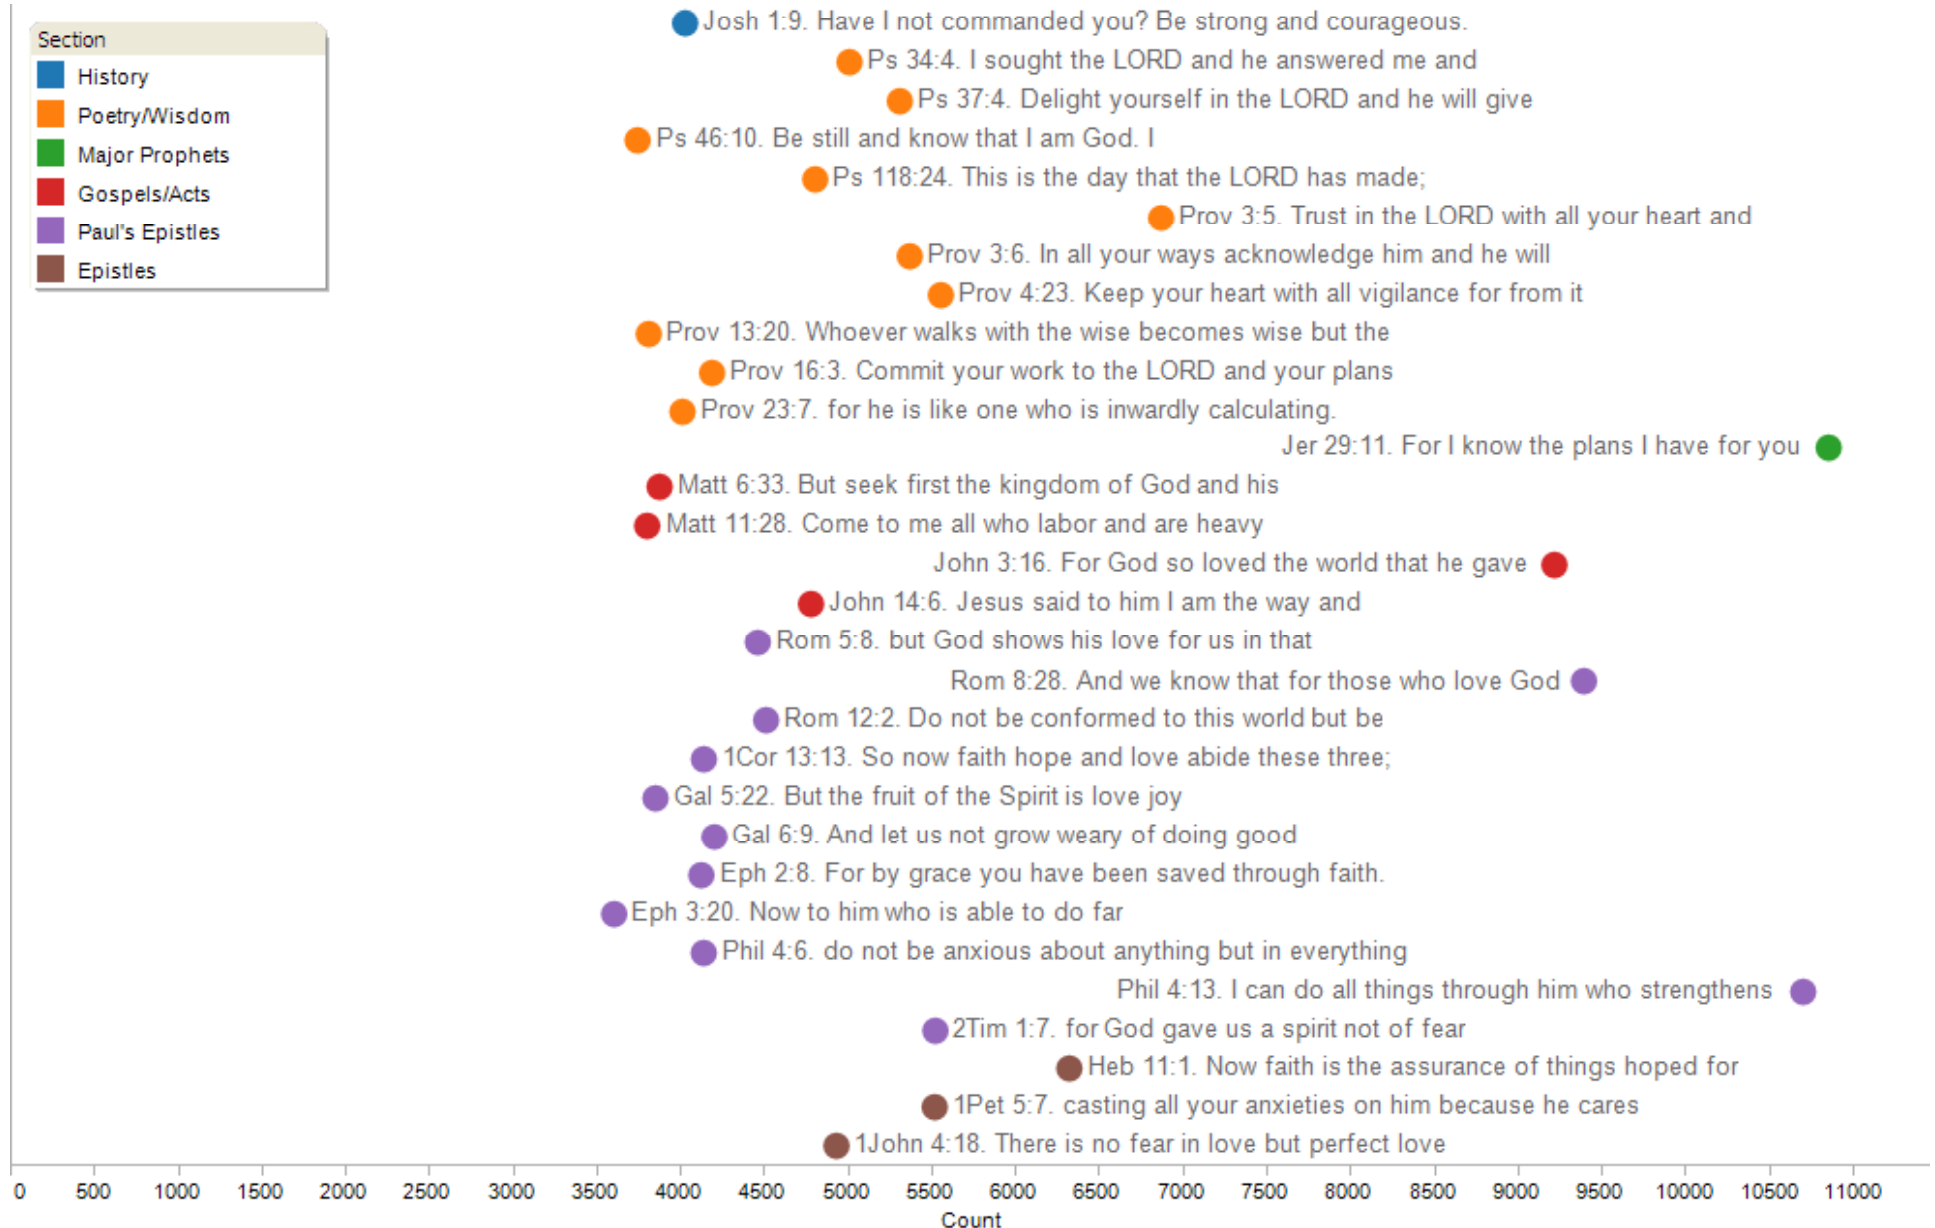 Section
History
Poetry/Wisdom
Major Prophets
Gospels/Acts
Paul's Epistles
Epistles
Josh 1:9. Have I not commanded you? Be strong and courageous.
Ps 34:4. I sought the LORD and he answered me and
Ps 37:4. Delight yourself in the LORD and he will give
Ps 46:10. Be still and know that I am God. I
Ps 118:24. This is the day that the LORD has made;
Prov 3:5. Trust in the LORD with all your heart and
Prov 3:6. In all your ways acknowledge him and he will
Prov 4:23. Keep your heart with all vigilance for from it
Prov 13:20. Whoever walks with the wise becomes wise but the
Prov 16:3. Commit your work to the LORD and your plans
Prov 23:7. for he is like one who is inwardly calculating.
Jer 29:11. For I know the plans I have for you
Matt 6:33. But seek first the kingdom of God and his
Matt 11:28. Come to me all who labor and are heavy
John 3:16. For God so loved the world that he gave
John 14:6. Jesus said to him I am the way and
Rom 5:8. but God shows his love for us in that
Rom 8:28. And we know that for those who love God
Rom 12:2. Do not be conformed to this world but be
1Cor 13:13. So now faith hope and love abide these three;
Gal 5:22. But the fruit of the Spirit is love joy
Gal 6:9. And let us not grow weary of doing good
Eph 2:8. For by grace you have been saved through faith.
Eph 3:20. Now to him who is able to do far
Phil 4:6. do not be anxious about anything but in everything
Phil 4:13. I can do all things through him who strengthens
2Tim 1:7. for God gave us a spirit not of fear
Heb 11:1. Now faith is the assurance of things hoped for
1Pet 5:7. casting all your anxieties on him because he cares
1John 4:18. There is no fear in love but perfect love
0 500 1000 1500 2000 2500 3000 3500 4000 4500 5000 5500 6000 6500 7000 7500 8000 8500 9000 9500 10000 10500 11000
Count